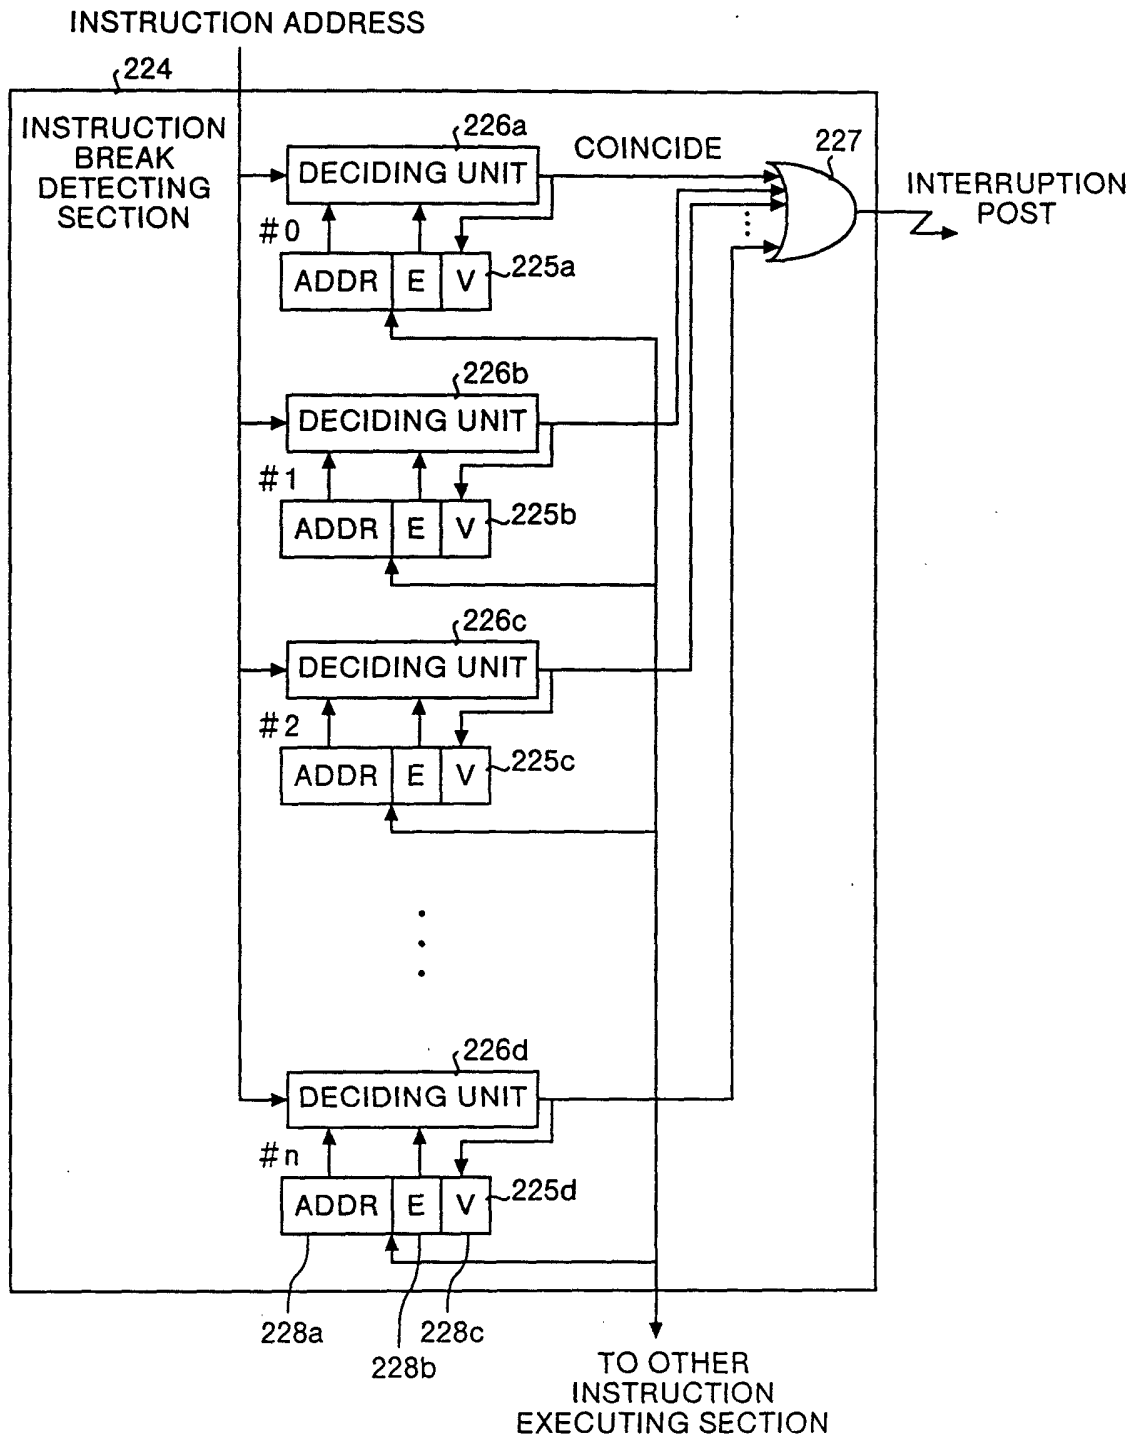 INSTRUCTION ADDRESS
224
INSTRUCTION
BREAK
DETECTING
SECTION
226a
DECIDING UNIT
COINCIDE
227
INTERRUPTION
POST
#0
ADDR E V
225a
226b
DECIDING UNIT
#1
ADDR E V
225b
226c
DECIDING UNIT
#2
ADDR E V
225c
226d
DECIDING UNIT
#n
ADDR E V
225d
228a
228b
228c
TO OTHER
INSTRUCTION
EXECUTING SECTION